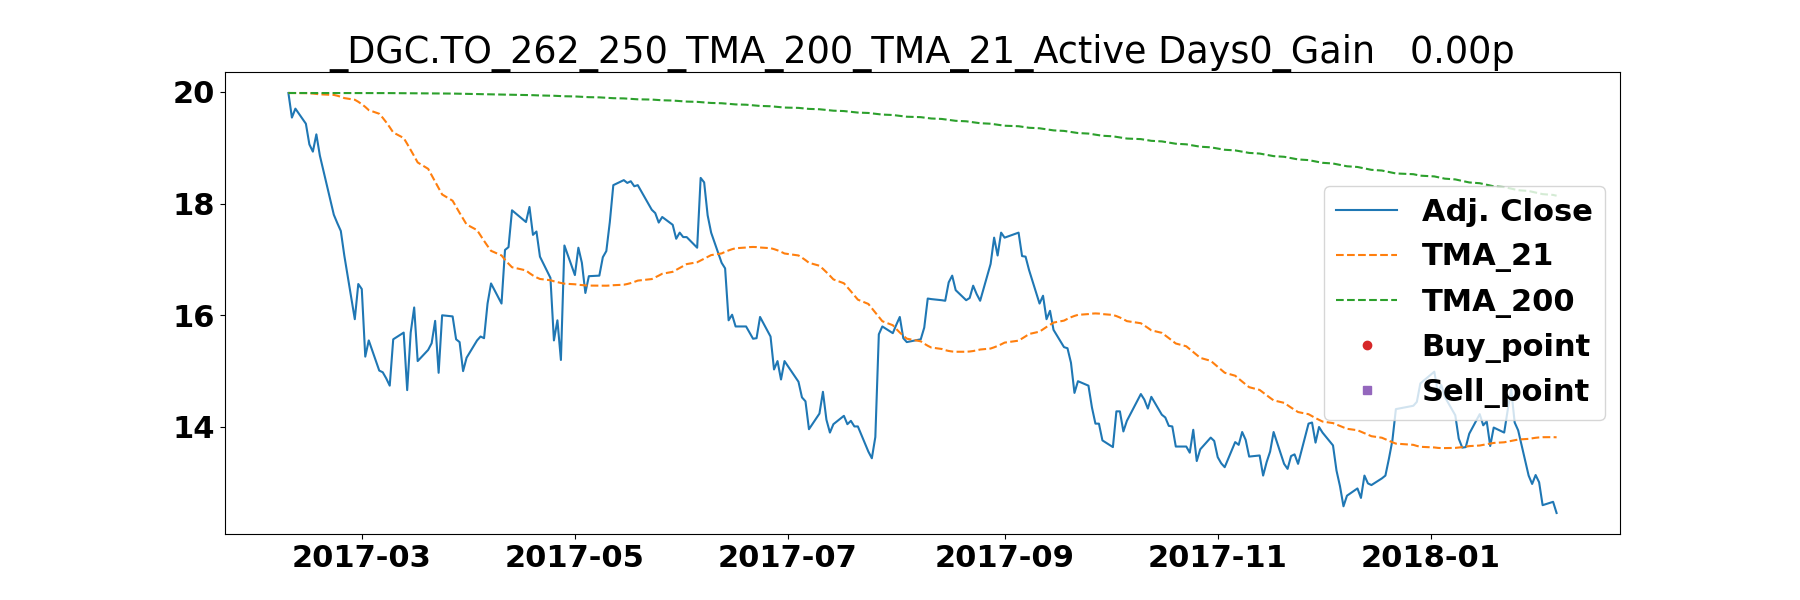 _DGC.TO_262_250_TMA_200_TMA_21_Active Days0_Gain   0.00p
20
18
16
14
Adj. Close
TMA_21
TMA_200
Buy_point
Sell_point
2017-03 2017-05 2017-07 2017-09 2017-11 2018-01